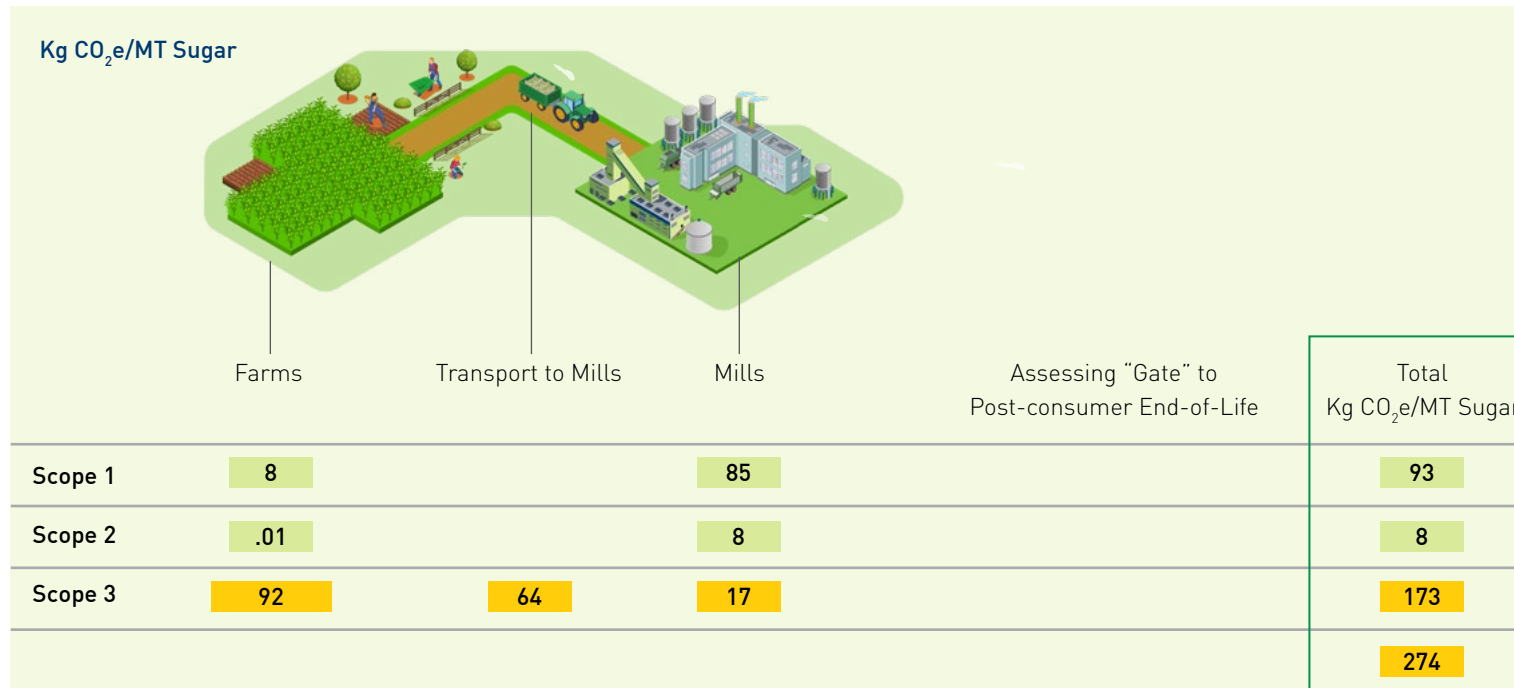 Kg CO₂e/MT Sugar
Farms
Transport to Mills
Mills
Assessing “Gate” to
Post-consumer End-of-Life
Total
Kg CO₂e/MT Sugar
Scope 1 8 85 93
Scope 2 .01 8 8
Scope 3 92 64 17 173
274